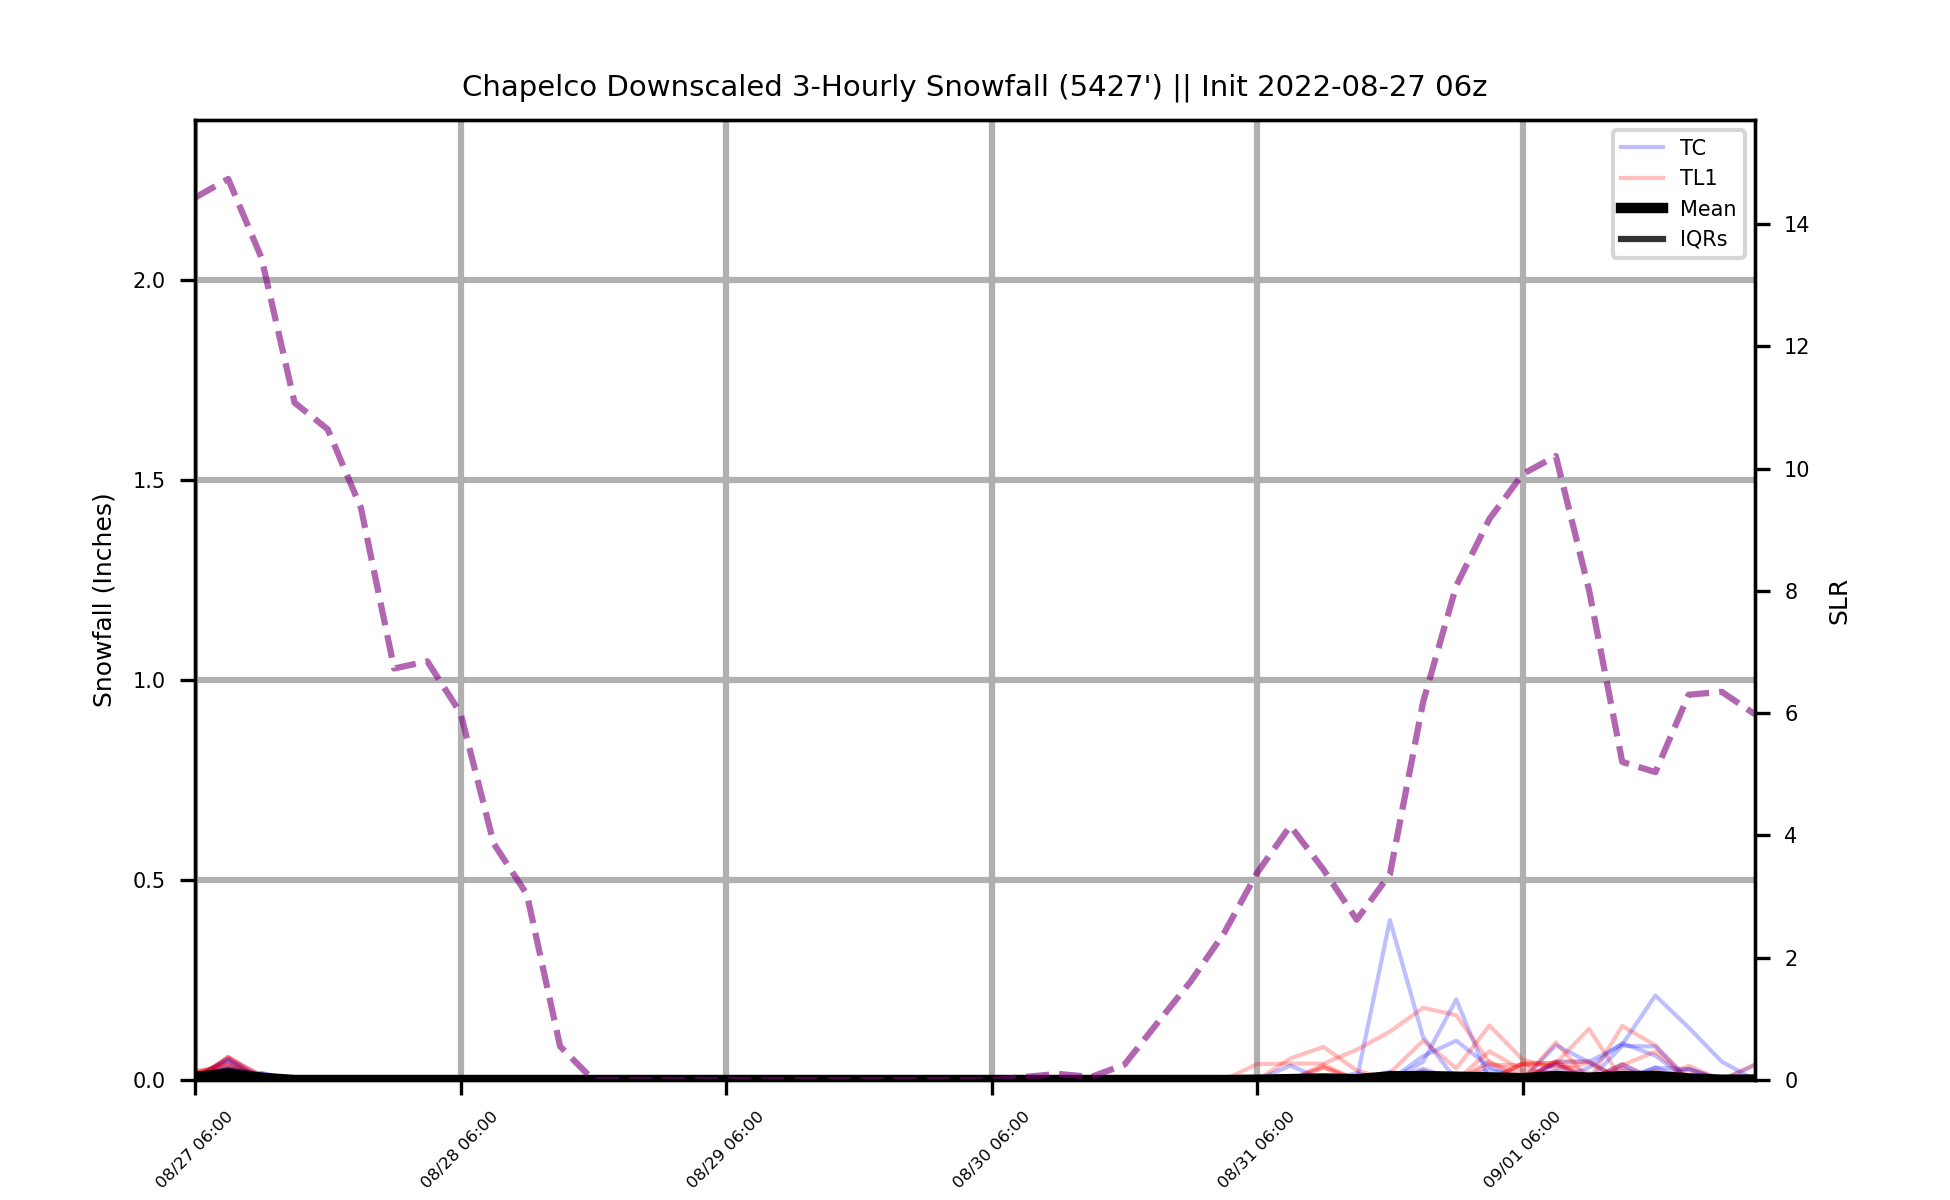 Chapelco Downscaled 3-Hourly Snowfall (5427') || Init 2022-08-27 06z
TC
TL1
Mean
IQRs
Snowfall (Inches)
2.0
1.5
1.0
0.5
0.0
14
12
10
8
6
4
2
0
SLR
08/27 06:00
08/28 06:00
08/29 06:00
08/30 06:00
08/31 06:00
09/01 06:00